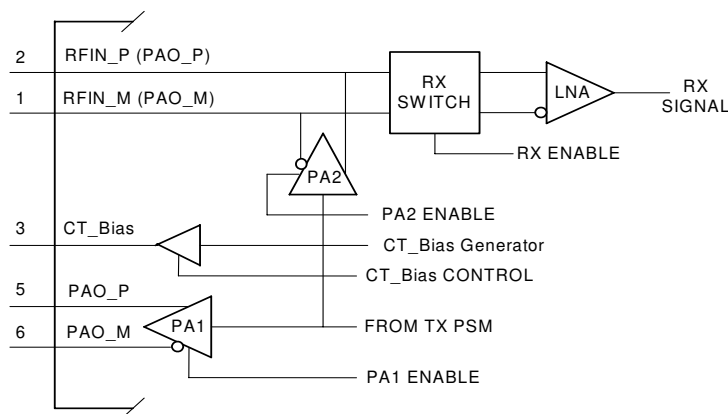 2 RFIN_P (PAO_P)
1 RFIN_M (PAO_M)
RX
SWITCH
LNA
RX
SIGNAL
RX ENABLE
PA2
PA2 ENABLE
3 CT_Bias
CT_Bias Generator
CT_Bias CONTROL
5 PAO_P
6 PAO_M
PA1
FROM TX PSM
PA1 ENABLE